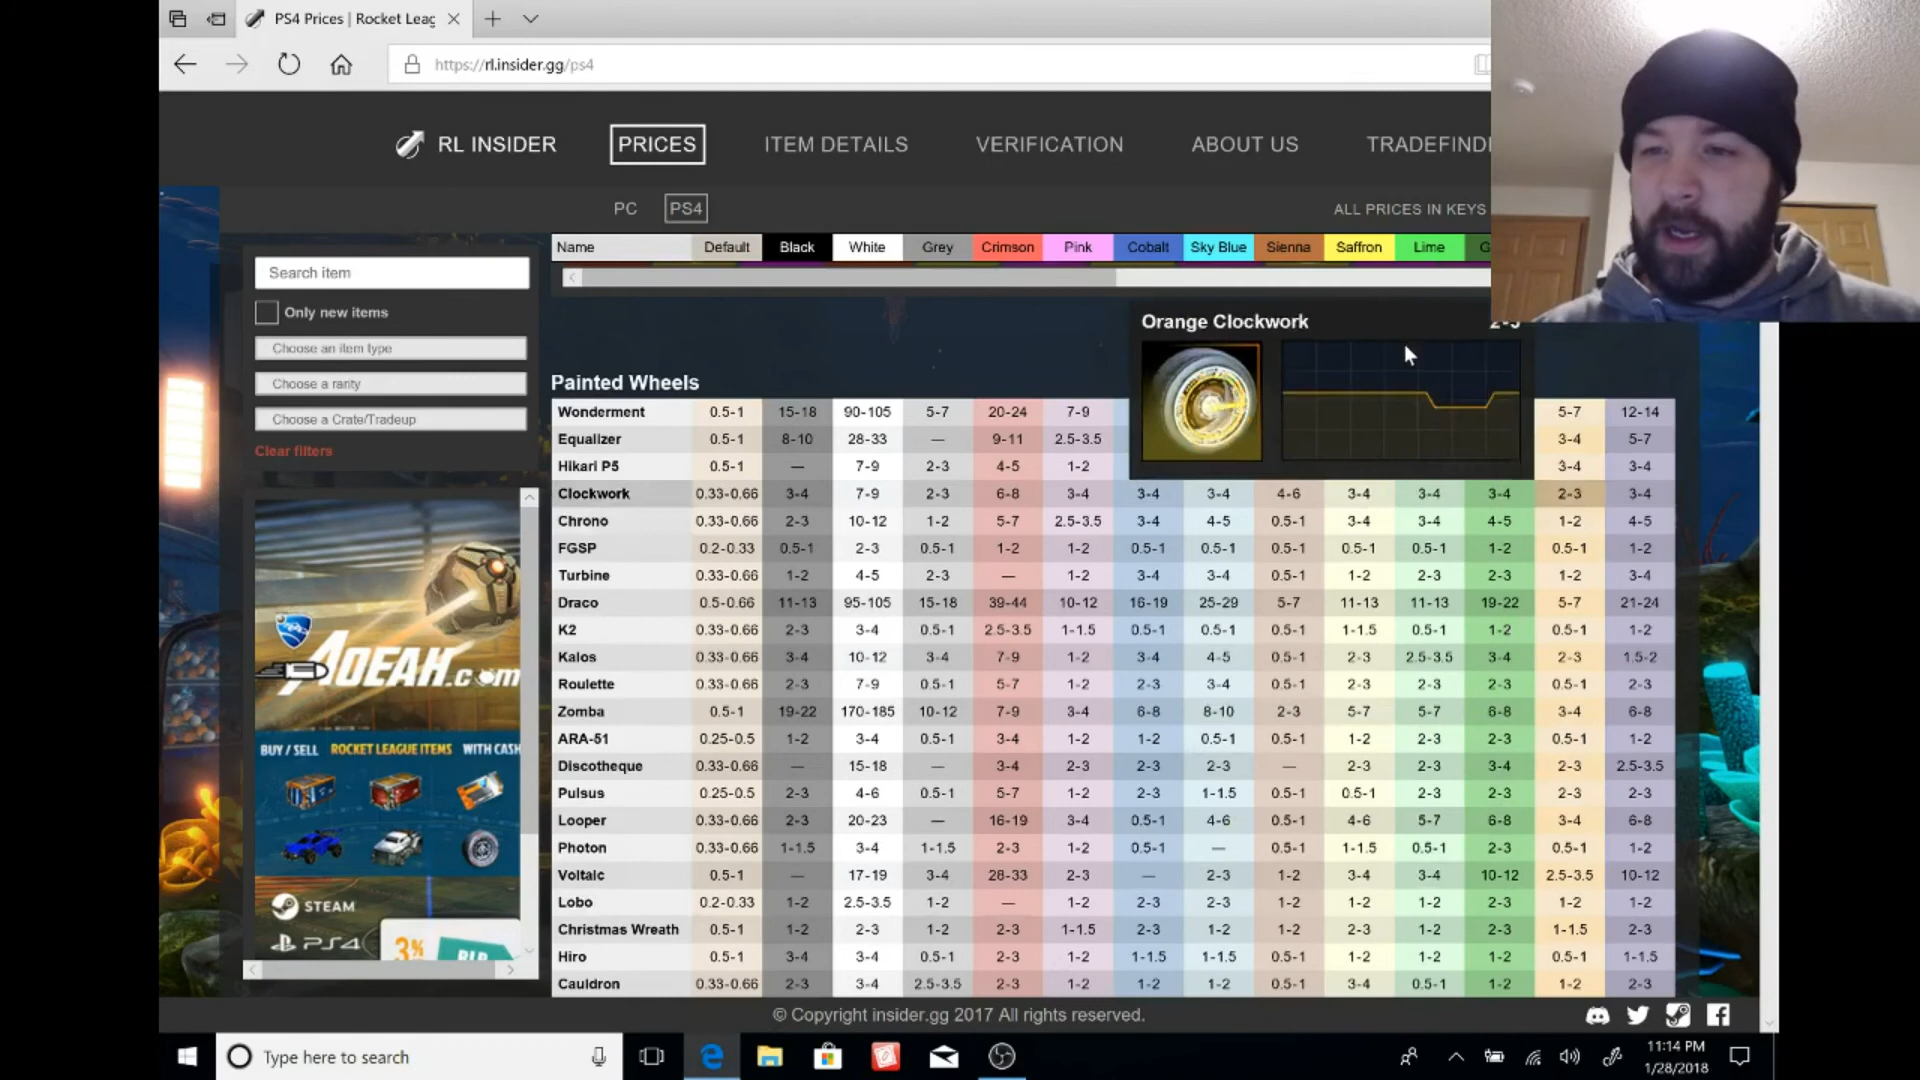 PS4 Prices | Rocket Leag
https://rl.insider.gg/ps4
RL INSIDER PRICES ITEM DETAILS VERIFICATION ABOUT US TRADEFIND
PC PS4 ALL PRICES IN KEYS
Name Default Black White Grey Crimson Pink Cobalt Sky Blue Sienna Saffron Lime G
Search item
Only new items
Choose an item type
Choose a rarity
Choose a Crate/Tradeup
Clear filters
Orange Clockwork 2-3
Painted Wheels
Wonderment 0.5-1 15-18 90-105 5-7 20-24 7-9 5-7 12-14
Equalizer 0.5-1 8-10 28-33 — 9-11 2.5-3.5 3-4 5-7
Hikari P5 0.5-1 — 7-9 2-3 4-5 1-2 3-4 3-4
Clockwork 0.33-0.66 3-4 7-9 2-3 6-8 3-4 3-4 3-4 4-6 3-4 3-4 3-4 2-3 3-4
Chrono 0.33-0.66 2-3 10-12 1-2 5-7 2.5-3.5 3-4 4-5 0.5-1 3-4 3-4 4-5 1-2 4-5
FGSP 0.2-0.33 0.5-1 2-3 0.5-1 1-2 1-2 0.5-1 0.5-1 0.5-1 0.5-1 0.5-1 1-2 0.5-1 1-2
Turbine 0.33-0.66 1-2 4-5 2-3 — 1-2 3-4 3-4 0.5-1 1-2 2-3 2-3 1-2 3-4
Draco 0.5-0.66 11-13 95-105 15-18 39-44 10-12 16-19 25-29 5-7 11-13 11-13 19-22 5-7 21-24
K2 0.33-0.66 2-3 3-4 0.5-1 2.5-3.5 1-1.5 0.5-1 0.5-1 0.5-1 1-1.5 0.5-1 1-2 0.5-1 1-2
Kalos 0.33-0.66 3-4 10-12 3-4 7-9 1-2 3-4 4-5 0.5-1 2-3 2.5-3.5 3-4 2-3 1.5-2
Roulette 0.33-0.66 2-3 7-9 0.5-1 5-7 1-2 2-3 3-4 0.5-1 2-3 2-3 2-3 0.5-1 2-3
Zomba 0.5-1 19-22 170-185 10-12 7-9 3-4 6-8 8-10 2-3 5-7 5-7 6-8 3-4 6-8
ARA-51 0.25-0.5 1-2 3-4 0.5-1 3-4 1-2 1-2 0.5-1 0.5-1 1-2 2-3 2-3 0.5-1 1-2
Discotheque 0.33-0.66 — 15-18 — 3-4 2-3 2-3 2-3 — 2-3 2-3 3-4 2-3 2.5-3.5
Pulsus 0.25-0.5 2-3 4-6 0.5-1 5-7 1-2 2-3 1-1.5 0.5-1 0.5-1 2-3 2-3 2-3 2-3
Looper 0.33-0.66 2-3 20-23 — 16-19 3-4 0.5-1 4-6 0.5-1 4-6 5-7 6-8 3-4 6-8
Photon 0.33-0.66 1-1.5 3-4 1-1.5 2-3 1-2 0.5-1 — 0.5-1 1-1.5 0.5-1 2-3 0.5-1 1-2
Voltaic 0.5-1 — 17-19 3-4 28-33 2-3 — 2-3 1-2 3-4 3-4 10-12 2.5-3.5 10-12
Lobo 0.2-0.33 1-2 2.5-3.5 1-2 — 1-2 2-3 2-3 1-2 1-2 1-2 2-3 1-2 1-2
Christmas Wreath 0.5-1 1-2 2-3 1-2 2-3 1-1.5 2-3 1-2 1-2 2-3 1-2 2-3 1-1.5 2-3
Hiro 0.5-1 3-4 3-4 0.5-1 2-3 1-2 1-1.5 1-1.5 0.5-1 1-2 1-2 1-2 0.5-1 1-1.5
Cauldron 0.33-0.66 2-3 3-4 2.5-3.5 2-3 1-2 1-2 1-2 0.5-1 3-4 0.5-1 1-2 1-2 2-3
AOEAH.com
BUY / SELL ROCKET LEAGUE ITEMS WITH CASH
STEAM
PS4
3%
© Copyright insider.gg 2017 All rights reserved.
Type here to search
11:14 PM
1/28/2018